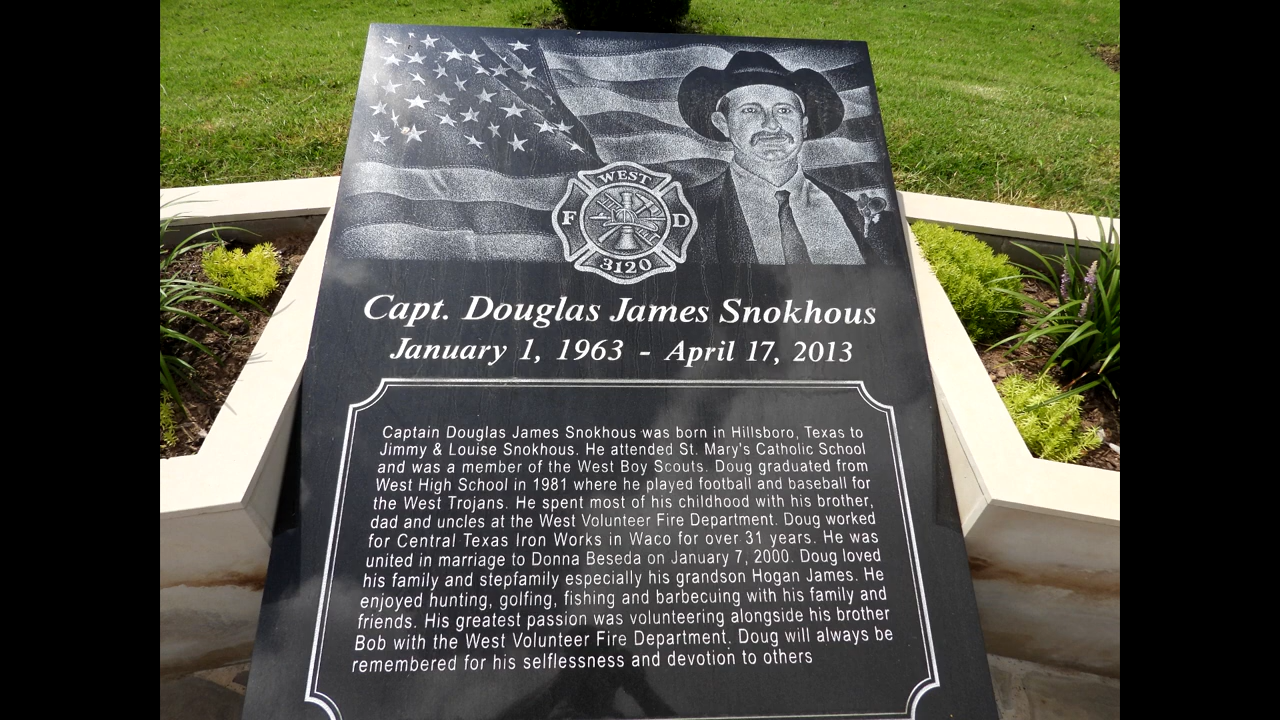 WEST
F D
3120
Capt. Douglas James Snokhous
January 1, 1963 - April 17, 2013
Captain Douglas James Snokhous was born in Hillsboro, Texas to
Jimmy & Louise Snokhous. He attended St. Mary's Catholic School
and was a member of the West Boy Scouts. Doug graduated from
West High School in 1981 where he played football and baseball for
the West Trojans. He spent most of his childhood with his brother,
dad and uncles at the West Volunteer Fire Department. Doug worked
for Central Texas Iron Works in Waco for over 31 years. He was
united in marriage to Donna Beseda on January 7, 2000. Doug loved
his family and stepfamily especially his grandson Hogan James. He
enjoyed hunting, golfing, fishing and barbecuing with his family and
friends. His greatest passion was volunteering alongside his brother
Bob with the West Volunteer Fire Department. Doug will always be
remembered for his selflessness and devotion to others